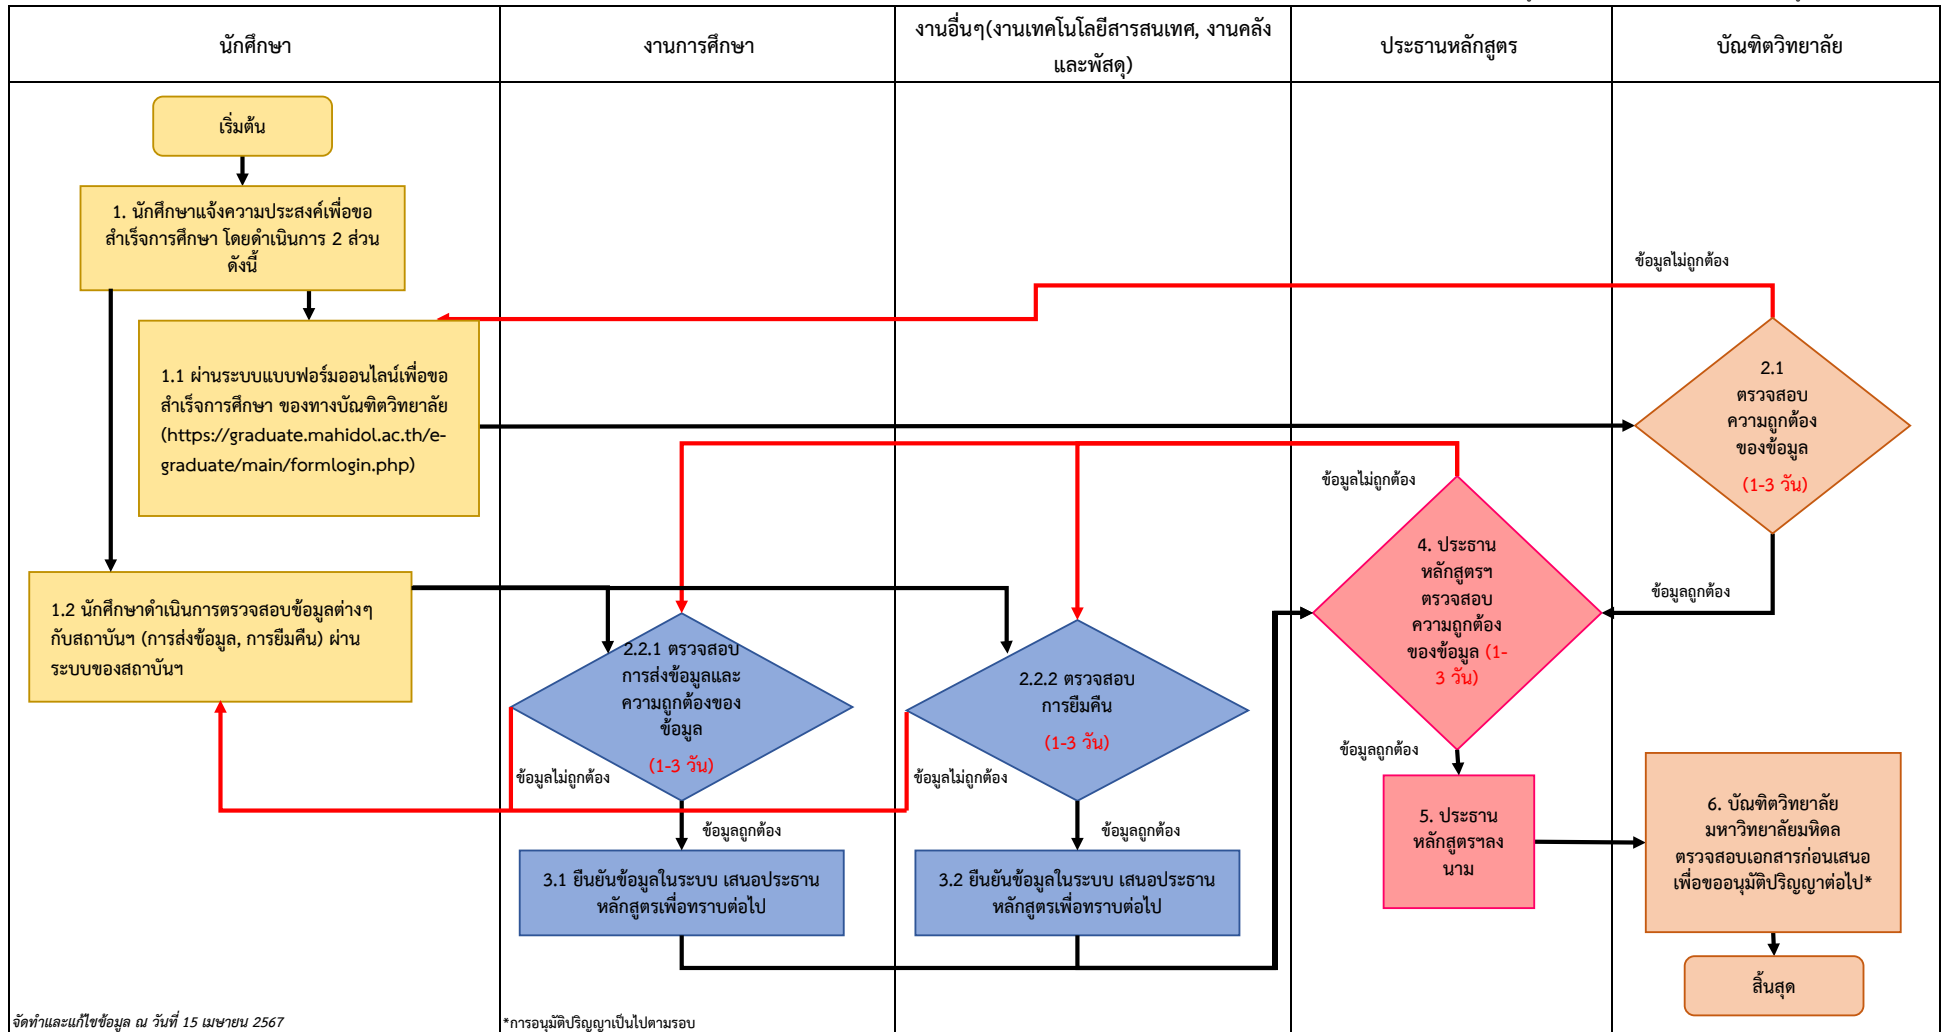 นักศึกษา
งานการศึกษา
งานอื่นๆ(งานเทคโนโลยีสารสนเทศ, งานคลัง
และพัสดุ)
ประธานหลักสูตร
บัณฑิตวิทยาลัย
เริ่มต้น
1. นักศึกษาแจ้งความประสงค์เพื่อขอ
สำเร็จการศึกษา โดยดำเนินการ 2 ส่วน
ดังนี้
1.1 ผ่านระบบแบบฟอร์มออนไลน์เพื่อขอ
สำเร็จการศึกษา ของทางบัณฑิตวิทยาลัย
(https://graduate.mahidol.ac.th/e-
graduate/main/formlogin.php)
ข้อมูลไม่ถูกต้อง
2.1
ตรวจสอบ
ความถูกต้อง
ของข้อมูล
(1-3 วัน)
ข้อมูลถูกต้อง
1.2 นักศึกษาดำเนินการตรวจสอบข้อมูลต่างๆ
กับสถาบันฯ (การส่งข้อมูล, การยืมคืน) ผ่าน
ระบบของสถาบันฯ
2.2.1 ตรวจสอบ
การส่งข้อมูลและ
ความถูกต้องของ
ข้อมูล
(1-3 วัน)
ข้อมูลไม่ถูกต้อง
ข้อมูลถูกต้อง
2.2.2 ตรวจสอบ
การยืมคืน
(1-3 วัน)
ข้อมูลไม่ถูกต้อง
ข้อมูลถูกต้อง
ข้อมูลไม่ถูกต้อง
4. ประธาน
หลักสูตรฯ
ตรวจสอบ
ความถูกต้อง
ของข้อมูล (1-
3 วัน)
ข้อมูลถูกต้อง
3.1 ยืนยันข้อมูลในระบบ เสนอประธาน
หลักสูตรเพื่อทราบต่อไป
3.2 ยืนยันข้อมูลในระบบ เสนอประธาน
หลักสูตรเพื่อทราบต่อไป
5. ประธาน
หลักสูตรฯลง
นาม
6. บัณฑิตวิทยาลัย
มหาวิทยาลัยมหิดล
ตรวจสอบเอกสารก่อนเสนอ
เพื่อขออนุมัติปริญญาต่อไป*
สิ้นสุด
จัดทำและแก้ไขข้อมูล ณ วันที่ 15 เมษายน 2567
*การอนุมัติปริญญาเป็นไปตามรอบ